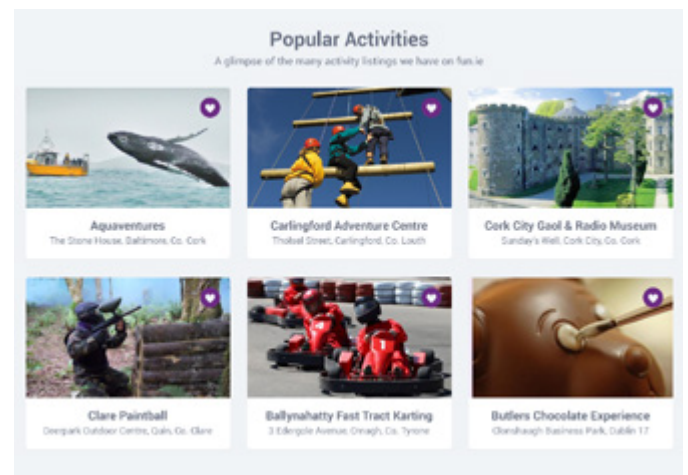 Popular Activities
A glimpse of the many activity listings we have on fun.ie
Aquaventures
The Stone House, Baltimore, Co. Cork
Carlingford Adventure Centre
Tholsel Street, Carlingford, Co. Louth
Cork City Gaol & Radio Museum
Sunday's Well, Cork City, Co. Cork
Clare Paintball
Deerpark Outdoor Centre, Quin, Co. Clare
Ballynahatty Fast Tract Karting
3 Edergole Avenue, Omagh, Co. Tyrone
Butlers Chocolate Experience
Clonshaugh Business Park, Dublin 17